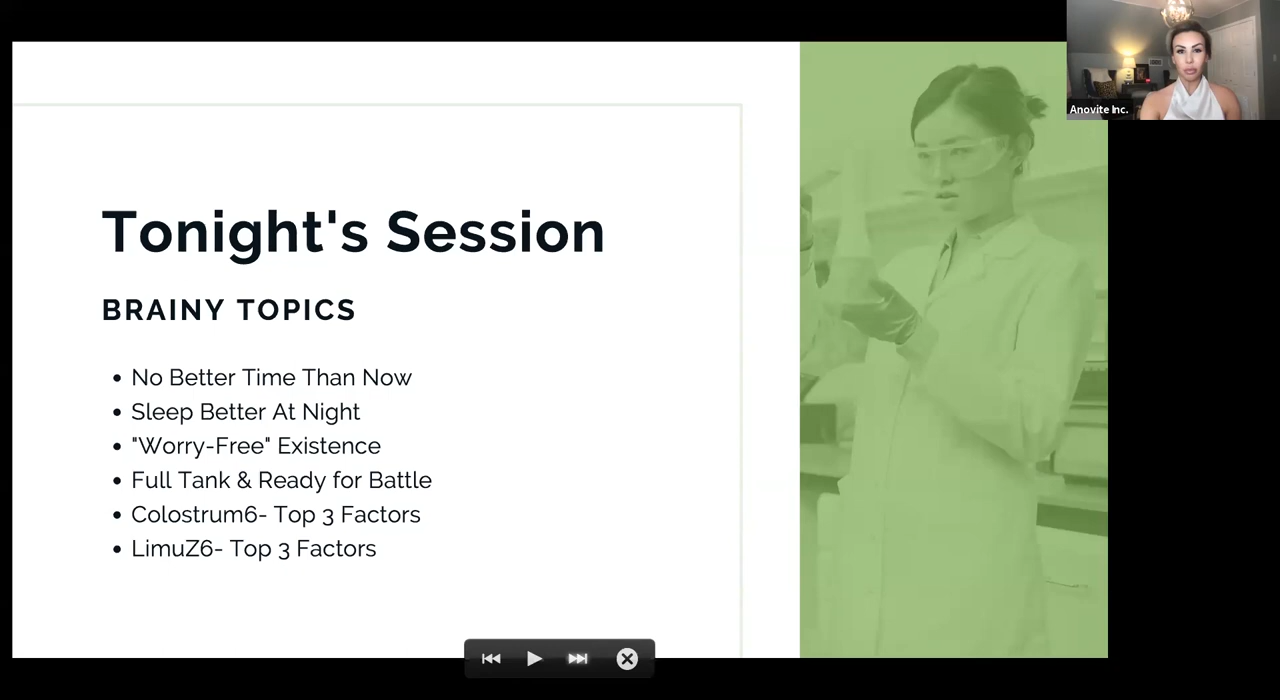 Tonight's Session
BRAINY TOPICS
• No Better Time Than Now
• Sleep Better At Night
• "Worry-Free" Existence
• Full Tank & Ready for Battle
• Colostrum6- Top 3 Factors
• LimuZ6- Top 3 Factors
Anovite Inc.